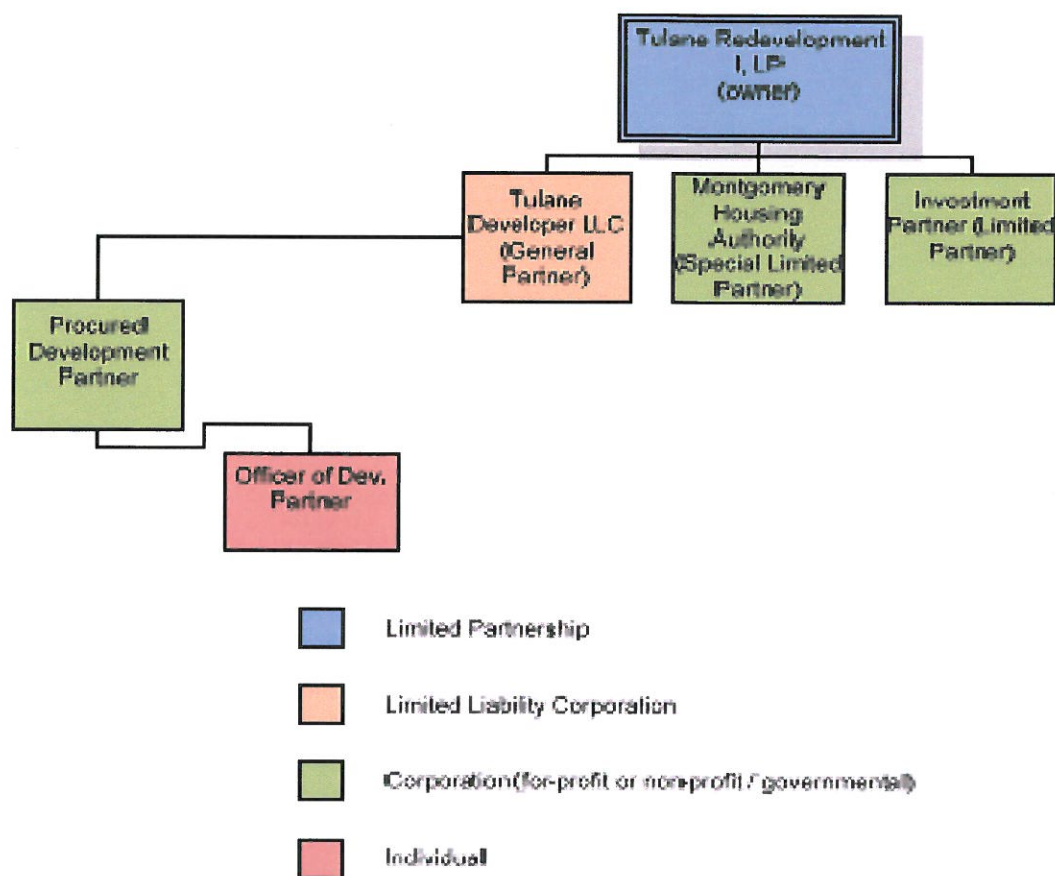 Tulane Redevelopment
I, LP
(owner)
Tulane
Developer LLC
(General
Partner)
Montgomery
Housing
Authority
(Special Limited
Partner)
Investment
Partner (Limited
Partner)
Procured
Development
Partner
Officer of Dev.
Partner
Limited Partnership
Limited Liability Corporation
Corporation (for-profit or non-profit / governmental)
Individual